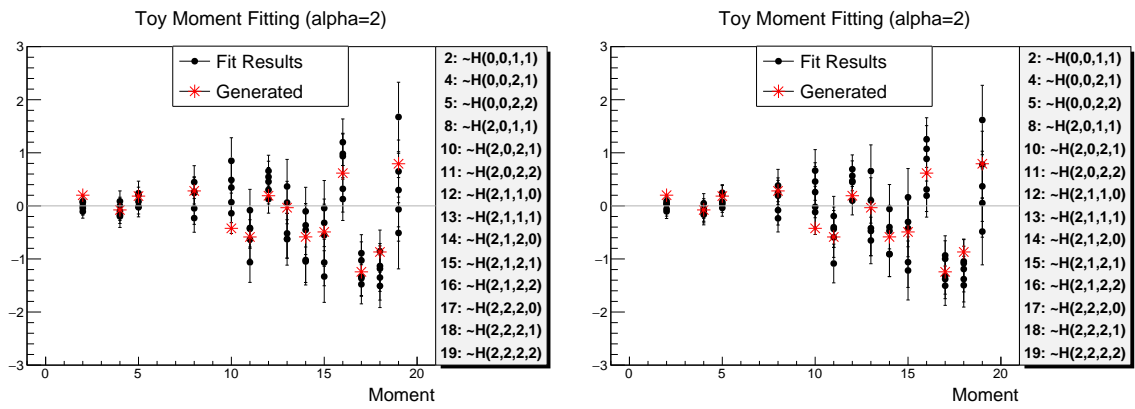 Toy Moment Fitting (alpha=2)
3
2
1
0
−1
−2
−3
0
5
10
15
20
Moment
Fit Results
Generated
2: ~H(0,0,1,1)
4: ~H(0,0,2,1)
5: ~H(0,0,2,2)
8: ~H(2,0,1,1)
10: ~H(2,0,2,1)
11: ~H(2,0,2,2)
12: ~H(2,1,1,0)
13: ~H(2,1,1,1)
14: ~H(2,1,2,0)
15: ~H(2,1,2,1)
16: ~H(2,1,2,2)
17: ~H(2,2,2,0)
18: ~H(2,2,2,1)
19: ~H(2,2,2,2)
Toy Moment Fitting (alpha=2)
3
2
1
0
−1
−2
−3
0
5
10
15
20
Moment
Fit Results
Generated
2: ~H(0,0,1,1)
4: ~H(0,0,2,1)
5: ~H(0,0,2,2)
8: ~H(2,0,1,1)
10: ~H(2,0,2,1)
11: ~H(2,0,2,2)
12: ~H(2,1,1,0)
13: ~H(2,1,1,1)
14: ~H(2,1,2,0)
15: ~H(2,1,2,1)
16: ~H(2,1,2,2)
17: ~H(2,2,2,0)
18: ~H(2,2,2,1)
19: ~H(2,2,2,2)